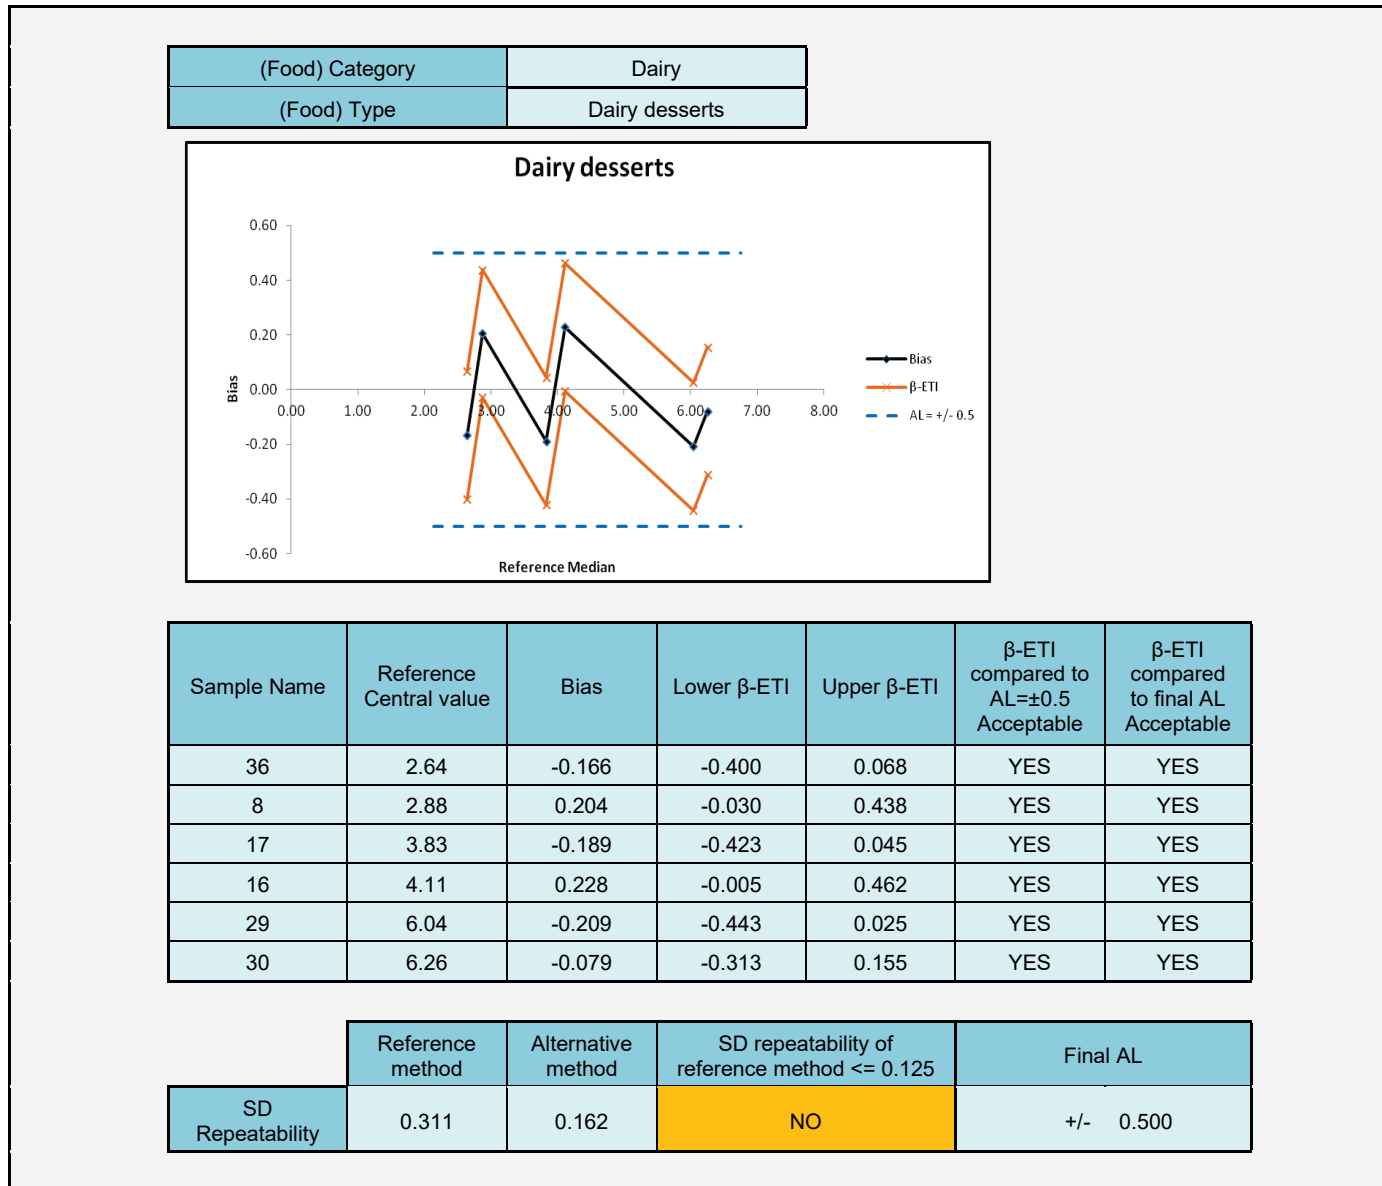 (Food) Category Dairy
(Food) Type Dairy desserts
Dairy desserts
0.60
0.40
0.20
0.00
-0.20
-0.40
-0.60
0.00 1.00 2.00 3.00 4.00 5.00 6.00 7.00 8.00
Bias
Reference Median
Bias
β-ETI
AL = +/- 0.5
Sample Name
Reference
Central value
Bias
Lower β-ETI
Upper β-ETI
β-ETI
compared to
AL=±0.5
Acceptable
β-ETI
compared
to final AL
Acceptable
36 2.64 -0.166 -0.400 0.068 YES YES
8 2.88 0.204 -0.030 0.438 YES YES
17 3.83 -0.189 -0.423 0.045 YES YES
16 4.11 0.228 -0.005 0.462 YES YES
29 6.04 -0.209 -0.443 0.025 YES YES
30 6.26 -0.079 -0.313 0.155 YES YES
Reference
method
Alternative
method
SD repeatability of
reference method <= 0.125
Final AL
SD
Repeatability
0.311 0.162 NO +/- 0.500